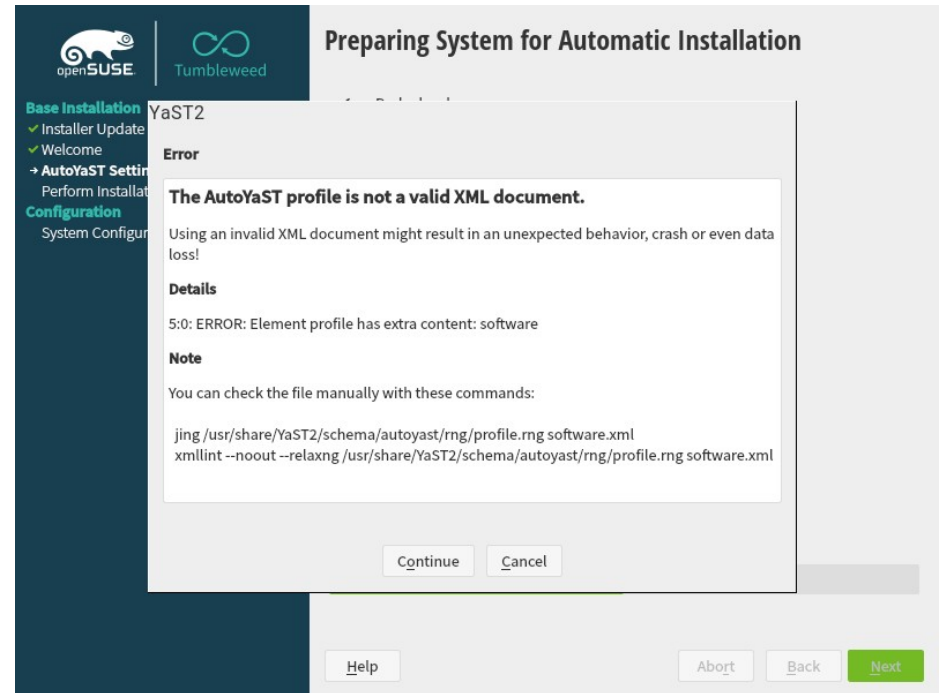 openSUSE.
Tumbleweed
Preparing System for Automatic Installation
Base Installation
✓ Installer Update
✓ Welcome
→ AutoYaST Settin
Perform Installat
Configuration
System Configur
YaST2
Error
The AutoYaST profile is not a valid XML document.
Using an invalid XML document might result in an unexpected behavior, crash or even data
loss!
Details
5:0: ERROR: Element profile has extra content: software
Note
You can check the file manually with these commands:
jing /usr/share/YaST2/schema/autoyast/rng/profile.rng software.xml
xmllint --noout --relaxng /usr/share/YaST2/schema/autoyast/rng/profile.rng software.xml
Continue
Cancel
Help
Abort
Back
Next